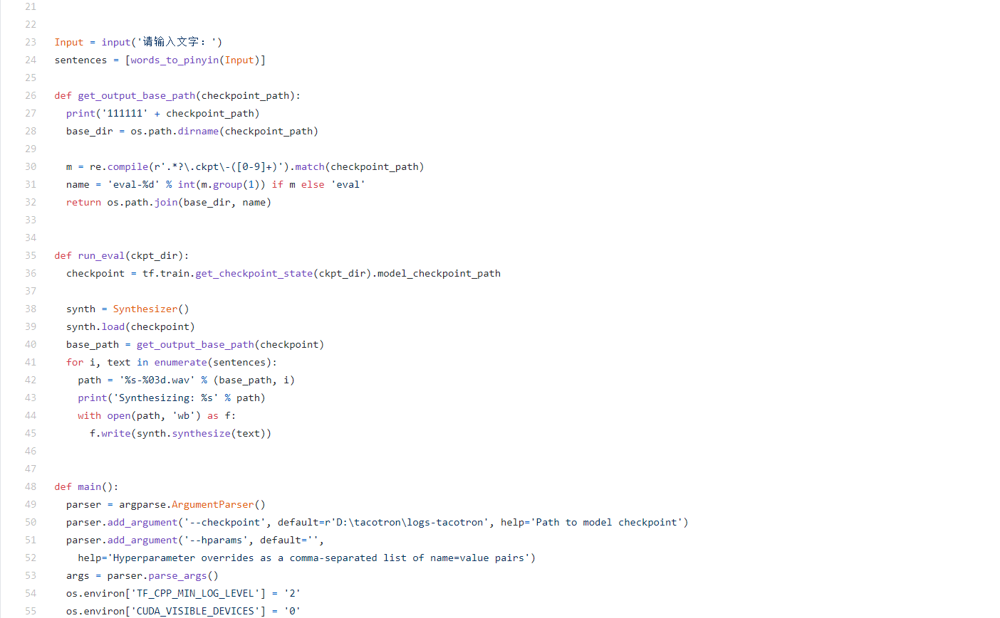 21
22
23 Input = input('请输入文字：')
24 sentences = [words_to_pinyin(Input)]
25
26 def get_output_base_path(checkpoint_path):
27   print('111111' + checkpoint_path)
28   base_dir = os.path.dirname(checkpoint_path)
29
30   m = re.compile(r'.*?\.ckpt\-([0-9]+)').match(checkpoint_path)
31   name = 'eval-%d' % int(m.group(1)) if m else 'eval'
32   return os.path.join(base_dir, name)
33
34
35 def run_eval(ckpt_dir):
36   checkpoint = tf.train.get_checkpoint_state(ckpt_dir).model_checkpoint_path
37
38   synth = Synthesizer()
39   synth.load(checkpoint)
40   base_path = get_output_base_path(checkpoint)
41   for i, text in enumerate(sentences):
42     path = '%s-%03d.wav' % (base_path, i)
43     print('Synthesizing: %s' % path)
44     with open(path, 'wb') as f:
45       f.write(synth.synthesize(text))
46
47
48 def main():
49   parser = argparse.ArgumentParser()
50   parser.add_argument('--checkpoint', default=r'D:\tacotron\logs-tacotron', help='Path to model checkpoint')
51   parser.add_argument('--hparams', default='',
52     help='Hyperparameter overrides as a comma-separated list of name=value pairs')
53   args = parser.parse_args()
54   os.environ['TF_CPP_MIN_LOG_LEVEL'] = '2'
55   os.environ['CUDA_VISIBLE_DEVICES'] = '0'